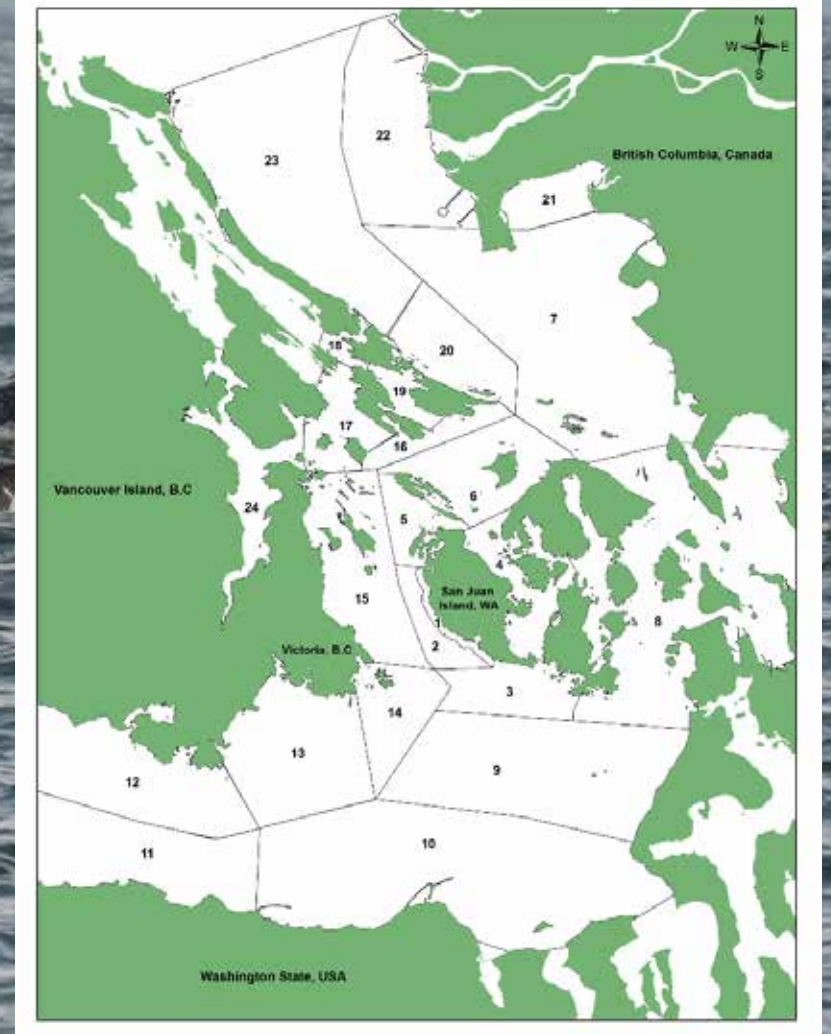 N
W E
S
22
23
British Columbia, Canada
21
7
18
20
19
17
16
Vancouver Island, B.C
6
24
5
4
San Juan
Island, WA
15
1
8
Victoria, B.C
2
3
14
13
9
12
10
11
Washington State, USA